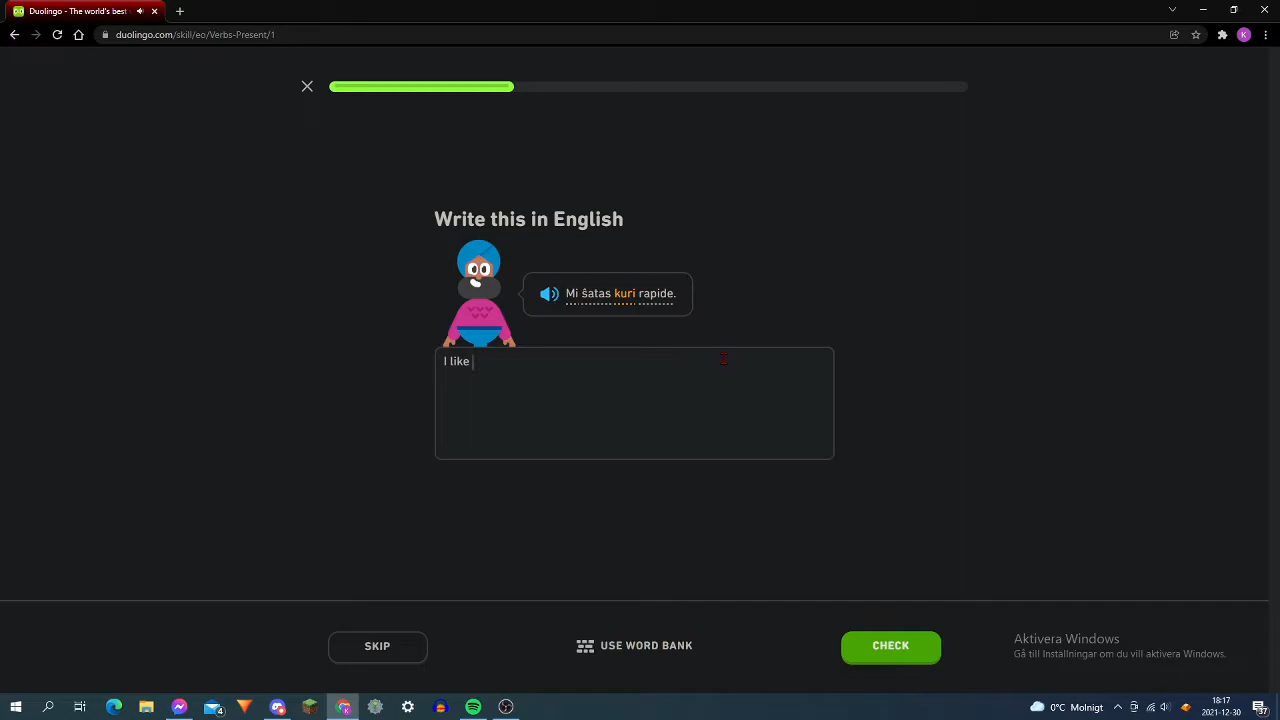 Duolingo - The world's best
duolingo.com/skill/eo/Verbs-Present/1
K
Write this in English
Mi ŝatas kuri rapide.
I like
SKIP
USE WORD BANK
CHECK
Aktivera Windows
Gå till Inställningar om du vill aktivera Windows.
4
K
0°C Molnigt
18:17
2021-12-30